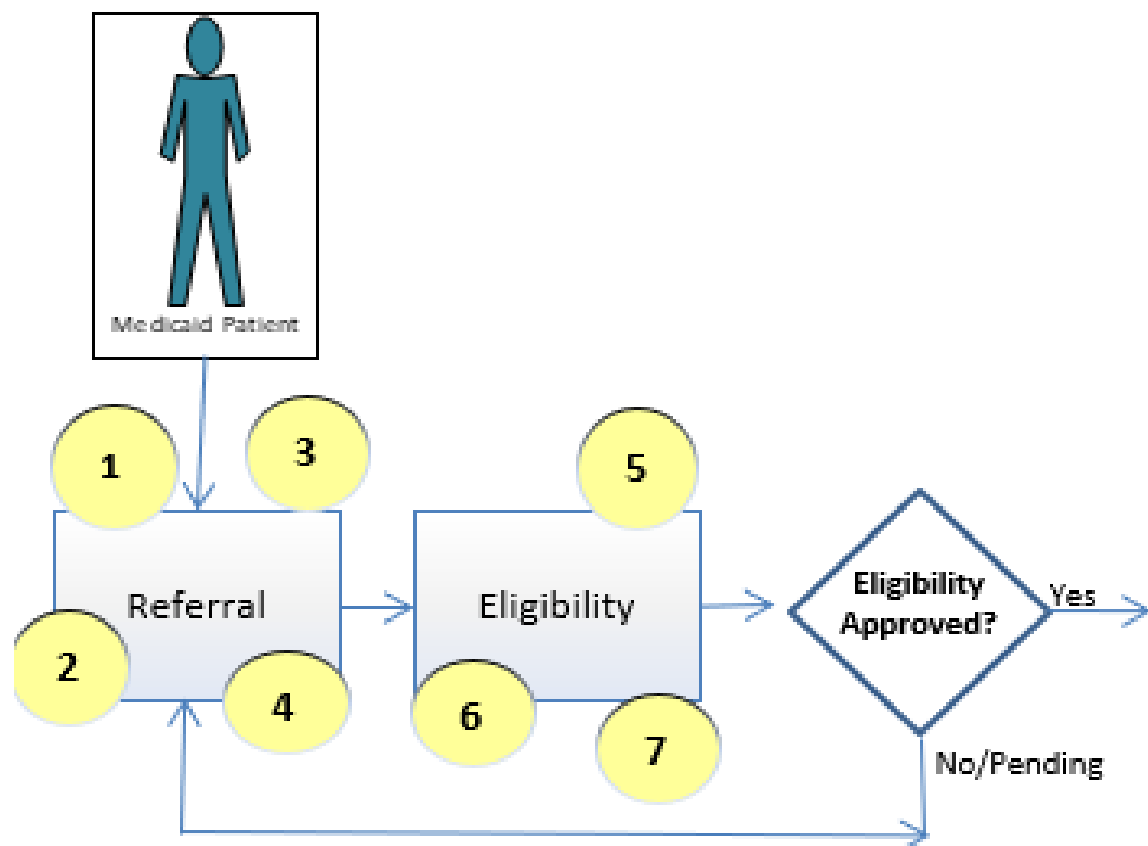 Medicaid Patient
1
3
5
Referral
Eligibility
Eligibility
Approved?
Yes
2
4
6
7
No/Pending